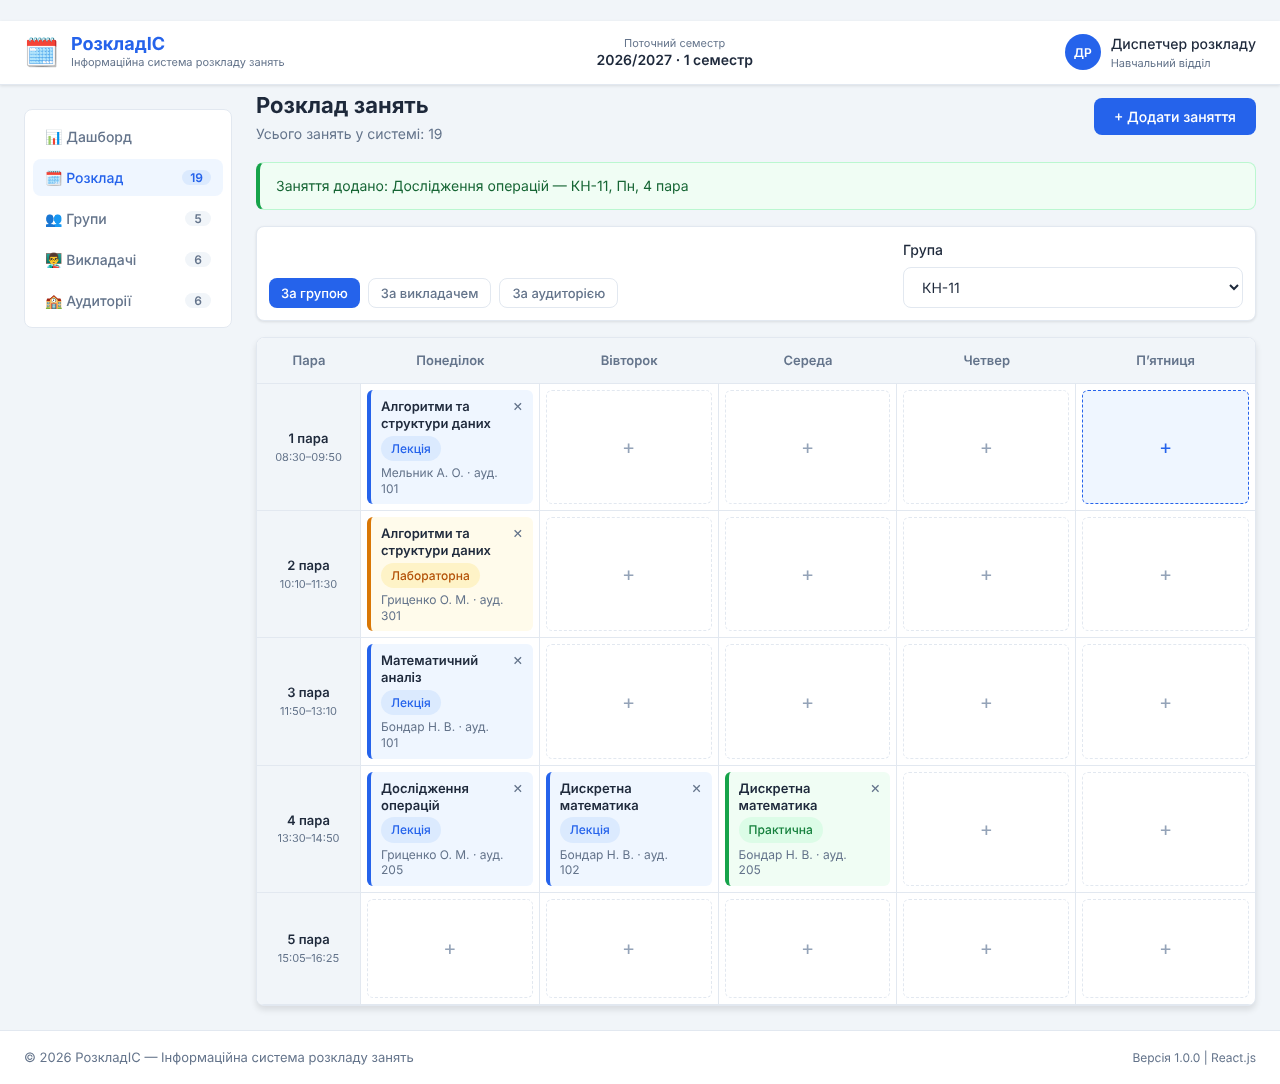 РозкладІС
Інформаційна система розкладу занять
Поточний семестр
2026/2027 · 1 семестр
ДР
Диспетчер розкладу
Навчальний відділ
Дашборд
Розклад 19
Групи 5
Викладачі 6
Аудиторії 6
Розклад занять
Усього занять у системі: 19
+ Додати заняття
Заняття додано: Дослідження операцій — КН-11, Пн, 4 пара
За групою
За викладачем
За аудиторією
Група
КН-11
Пара Понеділок Вівторок Середа Четвер П’ятниця
1 пара
08:30–09:50
Алгоритми та
структури даних
×
Лекція
Мельник А. О. · ауд.
101
+ + + +
2 пара
10:10–11:30
Алгоритми та
структури даних
×
Лабораторна
Гриценко О. М. · ауд.
301
+ + + +
3 пара
11:50–13:10
Математичний
аналіз
×
Лекція
Бондар Н. В. · ауд.
101
+ + + +
4 пара
13:30–14:50
Дослідження
операцій
×
Лекція
Гриценко О. М. · ауд.
205
Дискретна
математика
×
Лекція
Бондар Н. В. · ауд.
102
Дискретна
математика
×
Практична
Бондар Н. В. · ауд.
205
+ +
5 пара
15:05–16:25
+ + + + +
© 2026 РозкладІС — Інформаційна система розкладу занять
Версія 1.0.0 | React.js